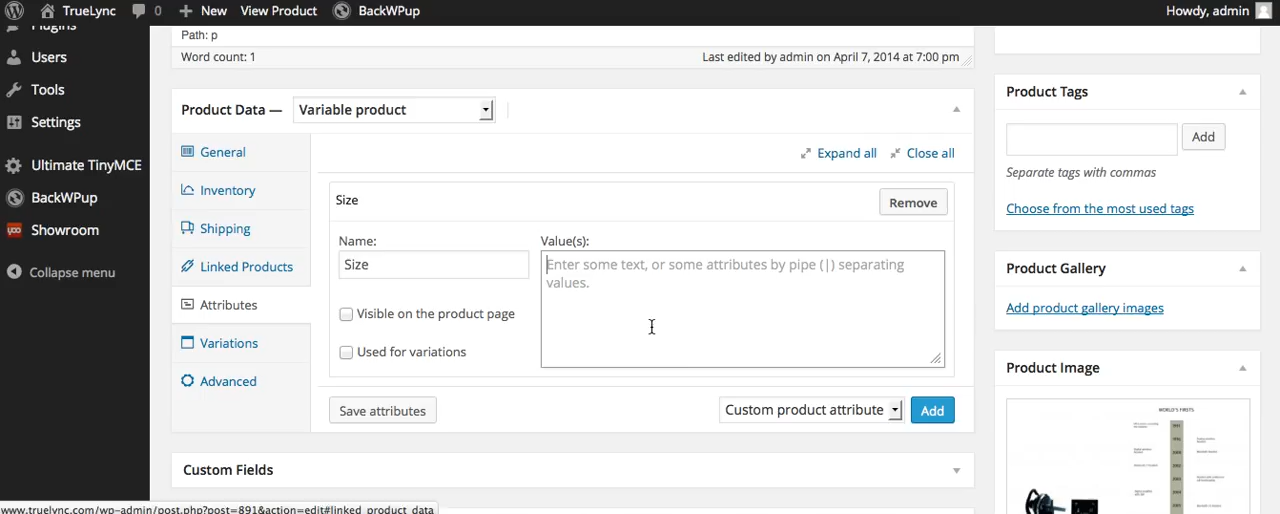 TrueLync 0 New View Product BackWPup Howdy, admin
Plugins
Users
Tools
Settings
Ultimate TinyMCE
BackWPup
yoo Showroom
Collapse menu
Path: p
Word count: 1 Last edited by admin on April 7, 2014 at 7:00 pm
Product Data — Variable product
General
Inventory
Shipping
Linked Products
Attributes
Variations
Advanced
Expand all Close all
Size Remove
Name:
Size
Visible on the product page
Used for variations
Value(s):
Enter some text, or some attributes by pipe (|) separating
values.
Save attributes Custom product attribute Add
Custom Fields
Product Tags
Add
Separate tags with commas
Choose from the most used tags
Product Gallery
Add product gallery images
Product Image
WORLD'S FIRSTS
www.truelync.com/wp-admin/post.php?post=891&action=edit#linked_product_data